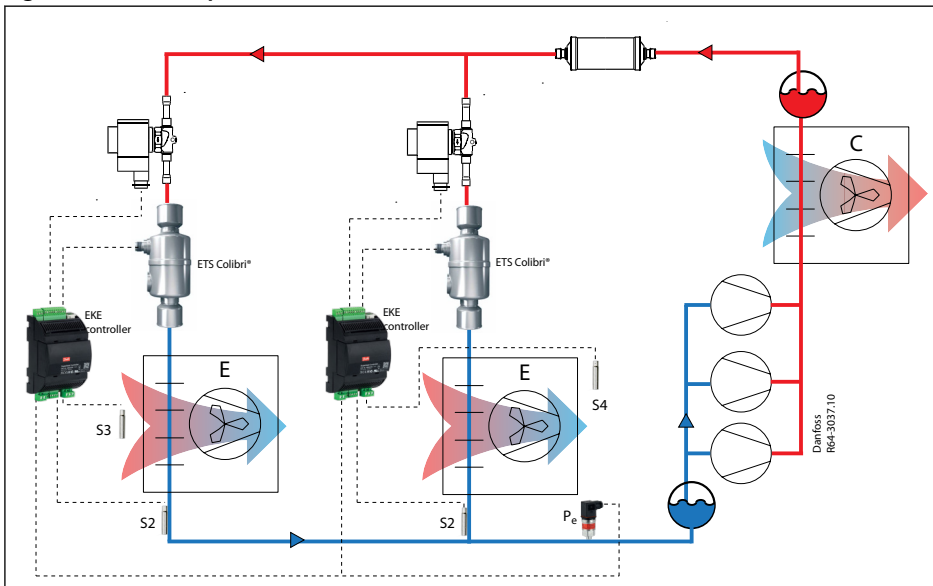 C
ETS Colibri®
ETS Colibri®
EKE
controller
EKE
controller
E
E
S3
S4
S2
S2
Pe
Danfoss
R64-3037.10